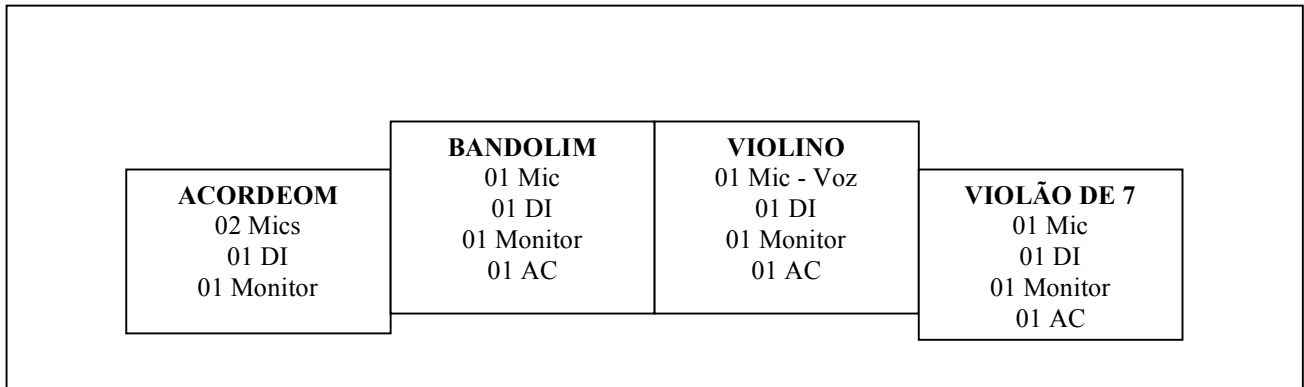 ACORDEOM
02 Mics
01 DI
01 Monitor
BANDOLIM
01 Mic
01 DI
01 Monitor
01 AC
VIOLINO
01 Mic - Voz
01 DI
01 Monitor
01 AC
VIOLÃO DE 7
01 Mic
01 DI
01 Monitor
01 AC